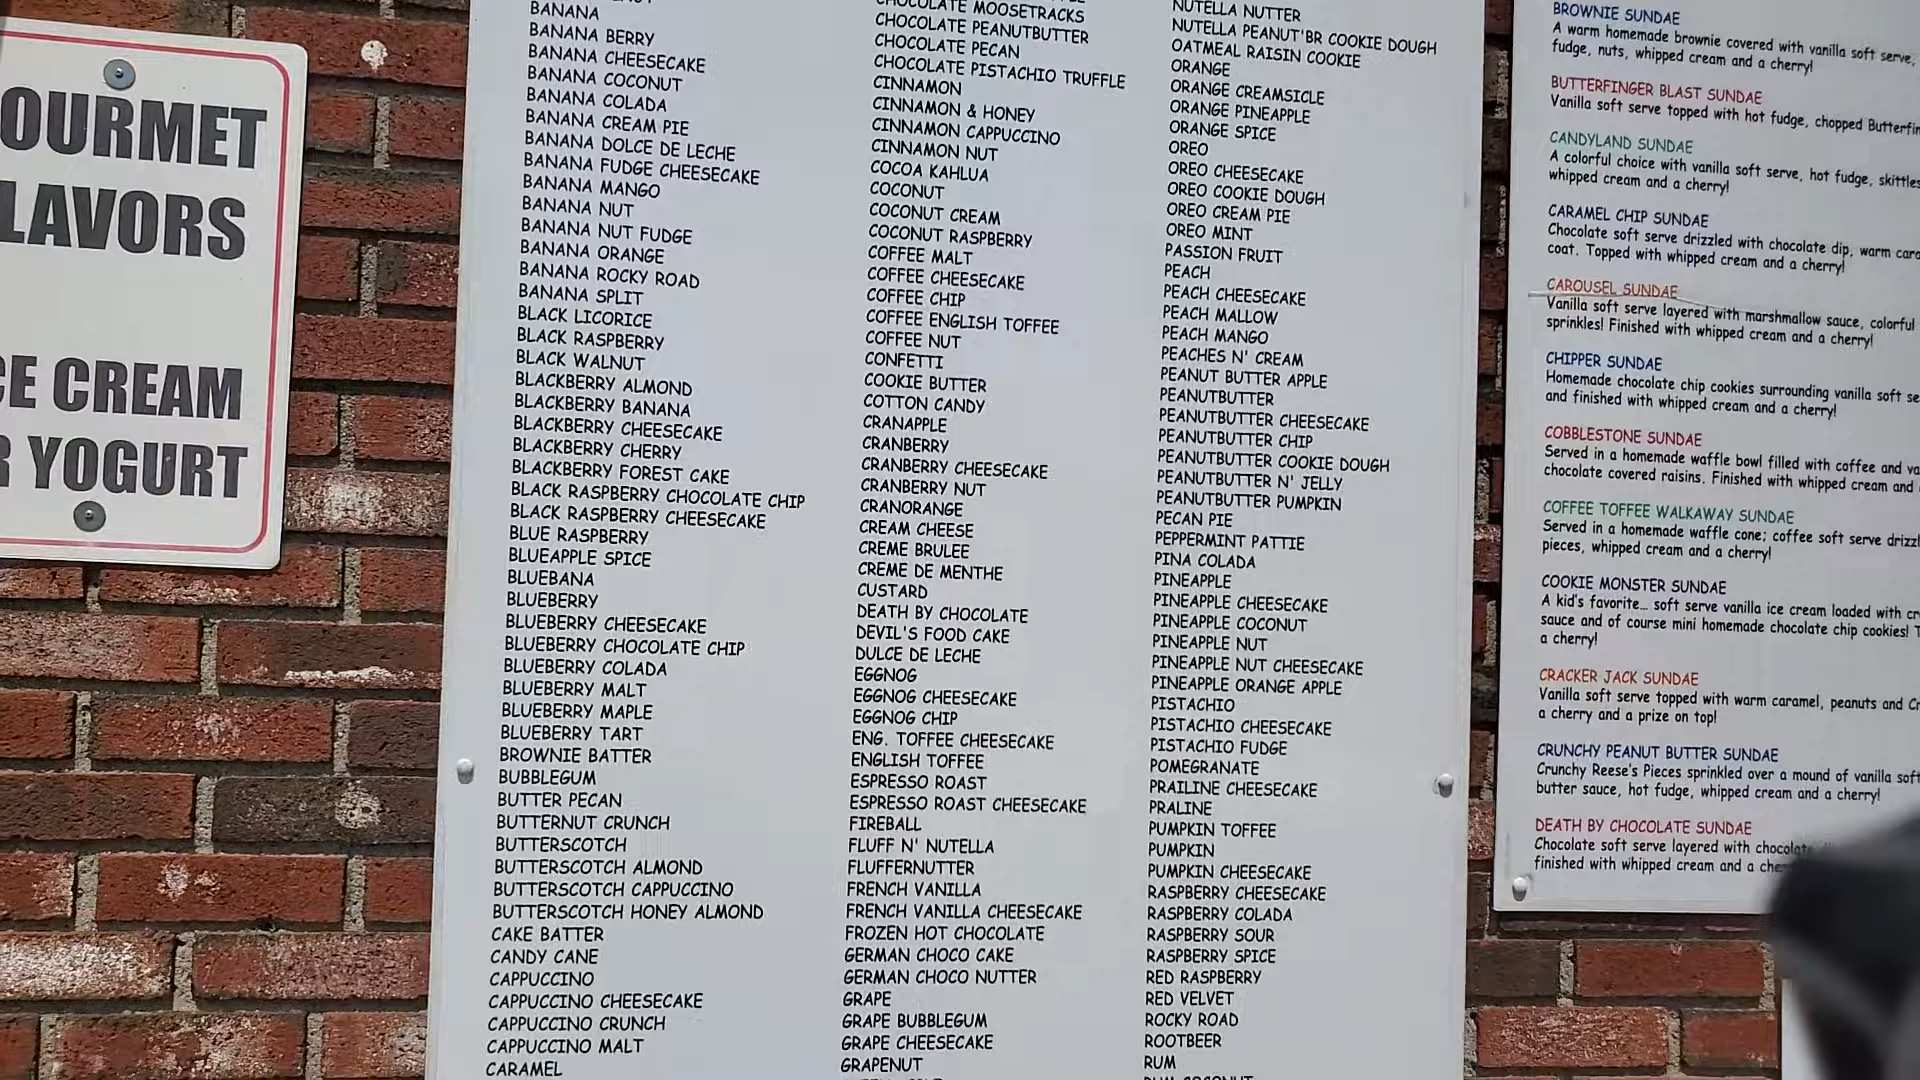 OURMET
LAVORS
CE CREAM
R YOGURT
BANANA
BANANA BERRY
BANANA CHEESECAKE
BANANA COCONUT
BANANA COLADA
BANANA CREAM PIE
BANANA DOLCE DE LECHE
BANANA FUDGE CHEESECAKE
BANANA MANGO
BANANA NUT
BANANA NUT FUDGE
BANANA ORANGE
BANANA ROCKY ROAD
BANANA SPLIT
BLACK LICORICE
BLACK RASPBERRY
BLACK WALNUT
BLACKBERRY ALMOND
BLACKBERRY BANANA
BLACKBERRY CHEESECAKE
BLACKBERRY CHERRY
BLACKBERRY FOREST CAKE
BLACK RASPBERRY CHOCOLATE CHIP
BLACK RASPBERRY CHEESECAKE
BLUE RASPBERRY
BLUEAPPLE SPICE
BLUEBANA
BLUEBERRY
BLUEBERRY CHEESECAKE
BLUEBERRY CHOCOLATE CHIP
BLUEBERRY COLADA
BLUEBERRY MALT
BLUEBERRY MAPLE
BLUEBERRY TART
BROWNIE BATTER
BUBBLEGUM
BUTTER PECAN
BUTTERNUT CRUNCH
BUTTERSCOTCH
BUTTERSCOTCH ALMOND
BUTTERSCOTCH CAPPUCCINO
BUTTERSCOTCH HONEY ALMOND
CAKE BATTER
CANDY CANE
CAPPUCCINO
CAPPUCCINO CHEESECAKE
CAPPUCCINO CRUNCH
CAPPUCCINO MALT
CARAMEL
CHOCOLATE MOOSETRACKS
CHOCOLATE PEANUTBUTTER
CHOCOLATE PECAN
CHOCOLATE PISTACHIO TRUFFLE
CINNAMON
CINNAMON & HONEY
CINNAMON CAPPUCCINO
CINNAMON NUT
COCOA KAHLUA
COCONUT
COCONUT CREAM
COCONUT RASPBERRY
COFFEE MALT
COFFEE CHEESECAKE
COFFEE CHIP
COFFEE ENGLISH TOFFEE
COFFEE NUT
CONFETTI
COOKIE BUTTER
COTTON CANDY
CRANAPPLE
CRANBERRY
CRANBERRY CHEESECAKE
CRANBERRY NUT
CRANORANGE
CREAM CHEESE
CREME BRULEE
CREME DE MENTHE
CUSTARD
DEATH BY CHOCOLATE
DEVIL'S FOOD CAKE
DULCE DE LECHE
EGGNOG
EGGNOG CHEESECAKE
EGGNOG CHIP
ENG. TOFFEE CHEESECAKE
ENGLISH TOFFEE
ESPRESSO ROAST
ESPRESSO ROAST CHEESECAKE
FIREBALL
FLUFF N' NUTELLA
FLUFFERNUTTER
FRENCH VANILLA
FRENCH VANILLA CHEESECAKE
FROZEN HOT CHOCOLATE
GERMAN CHOCO CAKE
GERMAN CHOCO NUTTER
GRAPE
GRAPE BUBBLEGUM
GRAPE CHEESECAKE
GRAPENUT
NUTELLA NUTTER
NUTELLA PEANUT'BR COOKIE DOUGH
OATMEAL RAISIN COOKIE
ORANGE
ORANGE CREAMSICLE
ORANGE PINEAPPLE
ORANGE SPICE
OREO
OREO CHEESECAKE
OREO COOKIE DOUGH
OREO CREAM PIE
OREO MINT
PASSION FRUIT
PEACH
PEACH CHEESECAKE
PEACH MALLOW
PEACH MANGO
PEACHES N' CREAM
PEANUT BUTTER APPLE
PEANUTBUTTER
PEANUTBUTTER CHEESECAKE
PEANUTBUTTER CHIP
PEANUTBUTTER COOKIE DOUGH
PEANUTBUTTER N' JELLY
PEANUTBUTTER PUMPKIN
PECAN PIE
PEPPERMINT PATTIE
PINA COLADA
PINEAPPLE
PINEAPPLE CHEESECAKE
PINEAPPLE COCONUT
PINEAPPLE NUT
PINEAPPLE NUT CHEESECAKE
PINEAPPLE ORANGE APPLE
PISTACHIO
PISTACHIO CHEESECAKE
PISTACHIO FUDGE
POMEGRANATE
PRAILINE CHEESECAKE
PRALINE
PUMPKIN TOFFEE
PUMPKIN
PUMPKIN CHEESECAKE
RASPBERRY CHEESECAKE
RASPBERRY COLADA
RASPBERRY SOUR
RASPBERRY SPICE
RED RASPBERRY
RED VELVET
ROCKY ROAD
ROOTBEER
RUM
BROWNIE SUNDAE
A warm homemade brownie covered with vanilla soft serve,
fudge, nuts, whipped cream and a cherry!
BUTTERFINGER BLAST SUNDAE
Vanilla soft serve topped with hot fudge, chopped Butterfin
CANDYLAND SUNDAE
A colorful choice with vanilla soft serve, hot fudge, skittles
whipped cream and a cherry!
CARAMEL CHIP SUNDAE
Chocolate soft serve drizzled with chocolate dip, warm cara
coat. Topped with whipped cream and a cherry!
CAROUSEL SUNDAE
Vanilla soft serve layered with marshmallow sauce, colorful
sprinkles! Finished with whipped cream and a cherry!
CHIPPER SUNDAE
Homemade chocolate chip cookies surrounding vanilla soft se
and finished with whipped cream and a cherry!
COBBLESTONE SUNDAE
Served in a homemade waffle bowl filled with coffee and va
chocolate covered raisins. Finished with whipped cream and
COFFEE TOFFEE WALKAWAY SUNDAE
Served in a homemade waffle cone; coffee soft serve drizzl
pieces, whipped cream and a cherry!
COOKIE MONSTER SUNDAE
A kid's favorite... soft serve vanilla ice cream loaded with cr
sauce and of course mini homemade chocolate chip cookies! T
a cherry!
CRACKER JACK SUNDAE
Vanilla soft serve topped with warm caramel, peanuts and Cr
a cherry and a prize on top!
CRUNCHY PEANUT BUTTER SUNDAE
Crunchy Reese's Pieces sprinkled over a mound of vanilla soft
butter sauce, hot fudge, whipped cream and a cherry!
DEATH BY CHOCOLATE SUNDAE
Chocolate soft serve layered with chocolate
finished with whipped cream and a che